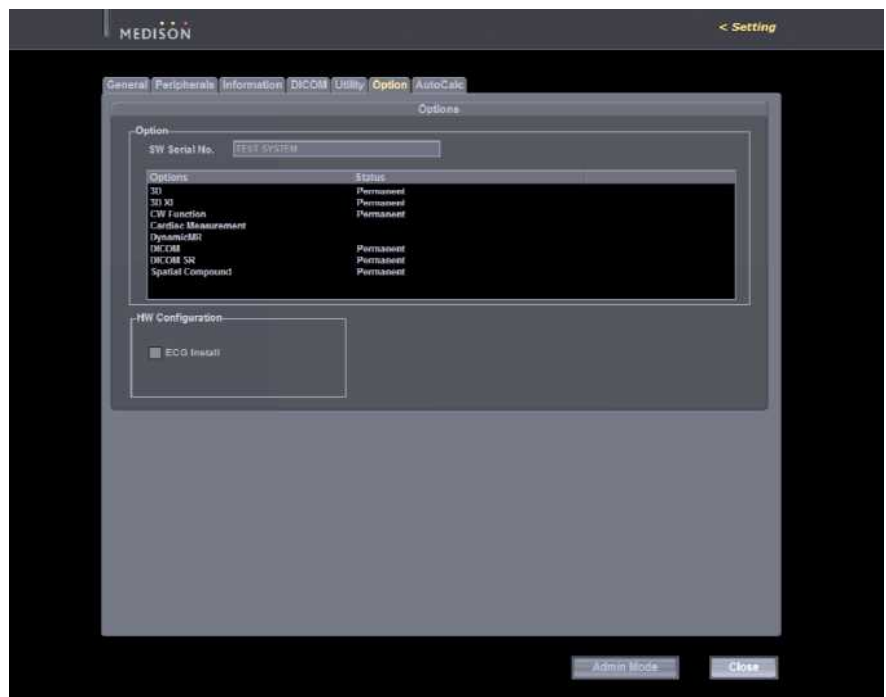 MEDISON
< Setting
General Peripherals Information DICOM Utility Option AutoCalc
Options
Option
SW Serial No. TEST SYSTEM
Options Status
3D Permanent
3D XI Permanent
CW Function Permanent
Cardiac Measurement
DynamicMR
DICOM Permanent
DICOM SR Permanent
Spatial Compound Permanent
HW Configuration
ECG Install
Admin Mode Close